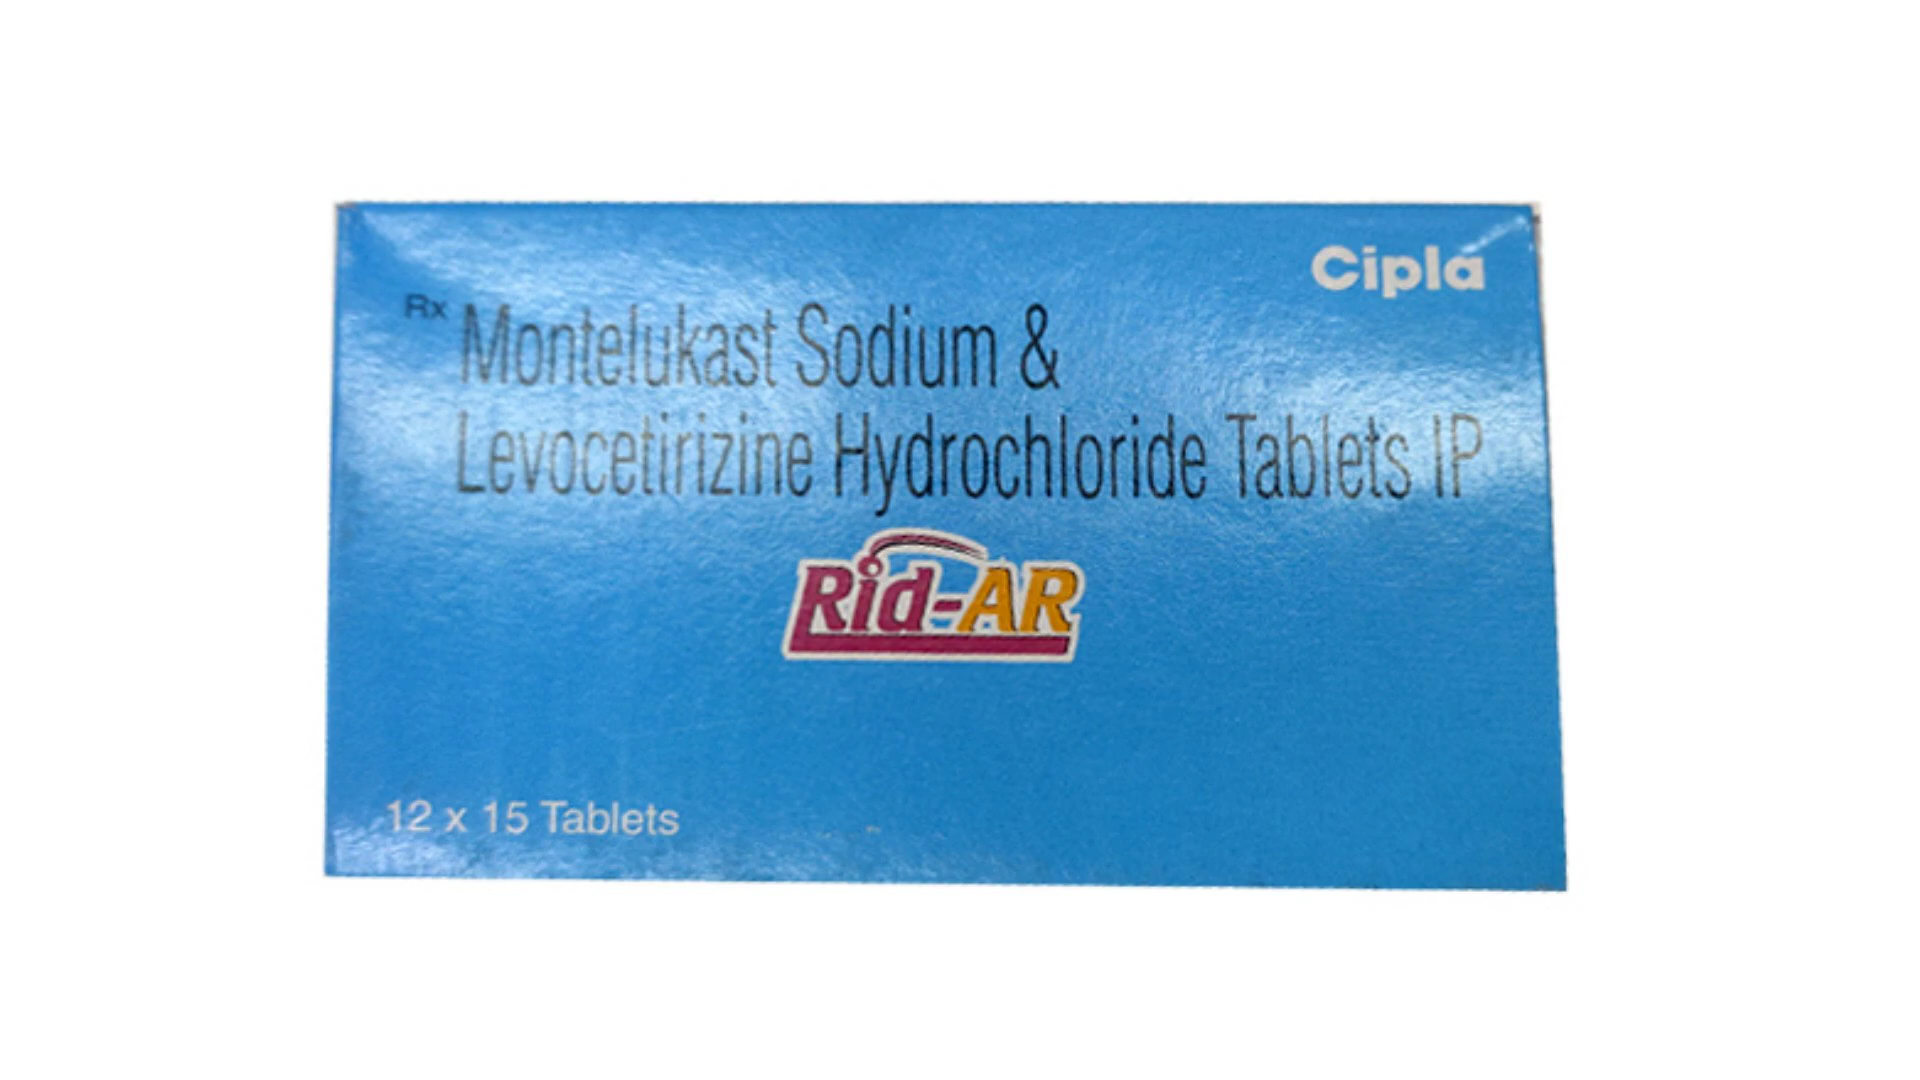 Cipla
Rx Montelukast Sodium &
Levocetirizine Hydrochloride Tablets IP
Rid-AR
12 x 15 Tablets